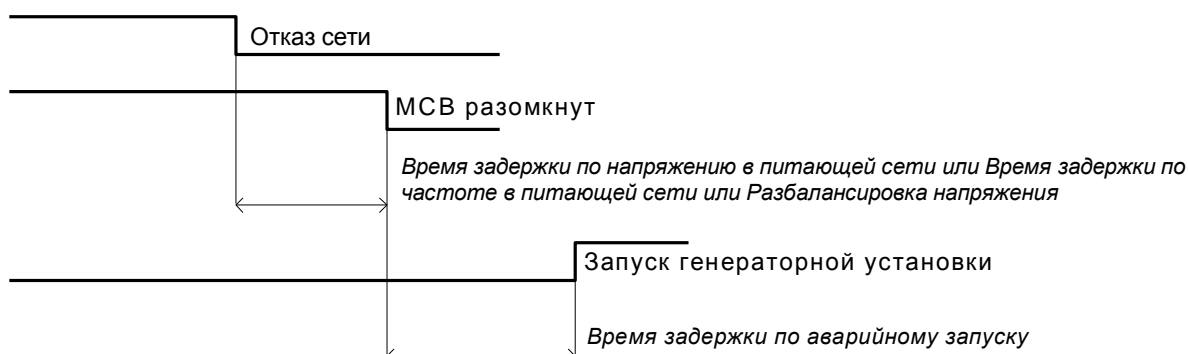 Отказ сети
МСВ разомкнут
Время задержки по напряжению в питающей сети или Время задержки по
частоте в питающей сети или Разбалансировка напряжения
Запуск генераторной установки
Время задержки по аварийному запуску